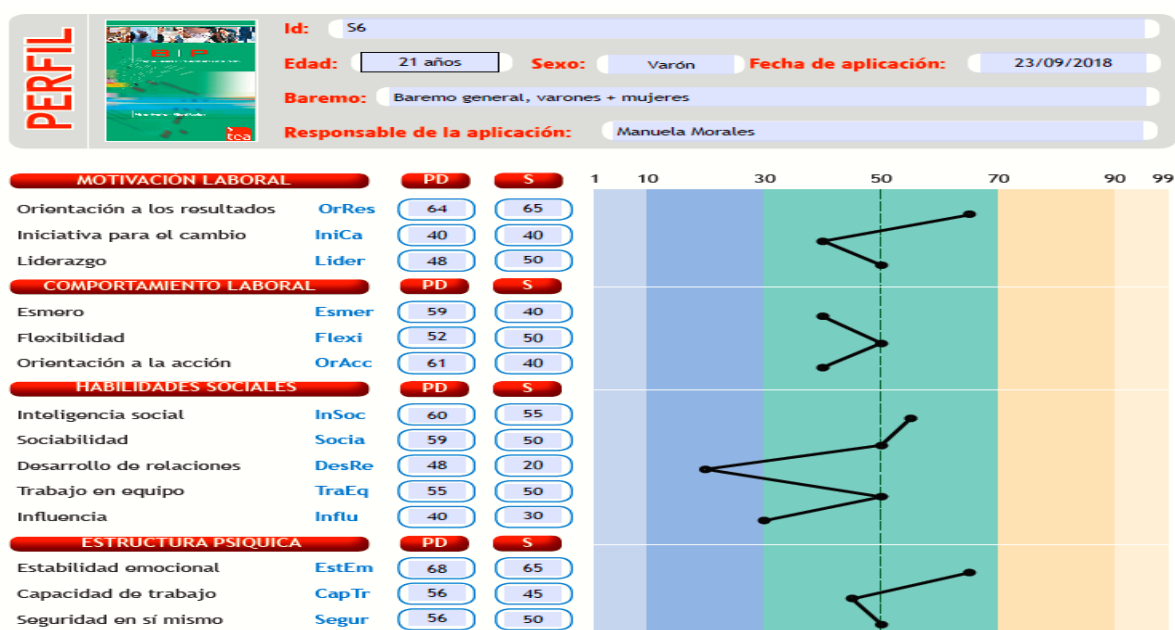 PERFIL
Id: S6
Edad: 21 años Sexo: Varón Fecha de aplicación: 23/09/2018
Baremo: Baremo general, varones + mujeres
Responsable de la aplicación: Manuela Morales
tea
MOTIVACIÓN LABORAL PD S 1 10 30 50 70 90 99
Orientación a los resultados OrRes 64 65
Iniciativa para el cambio IniCa 40 40
Liderazgo Lider 48 50
COMPORTAMIENTO LABORAL PD S
Esmero Esmer 59 40
Flexibilidad Flexi 52 50
Orientación a la acción OrAcc 61 40
HABILIDADES SOCIALES PD S
Inteligencia social InSoc 60 55
Sociabilidad Socia 59 50
Desarrollo de relaciones DesRe 48 20
Trabajo en equipo TraEq 55 50
Influencia Influ 40 30
ESTRUCTURA PSIQUICA PD S
Estabilidad emocional EstEm 68 65
Capacidad de trabajo CapTr 56 45
Seguridad en sí mismo Segur 56 50